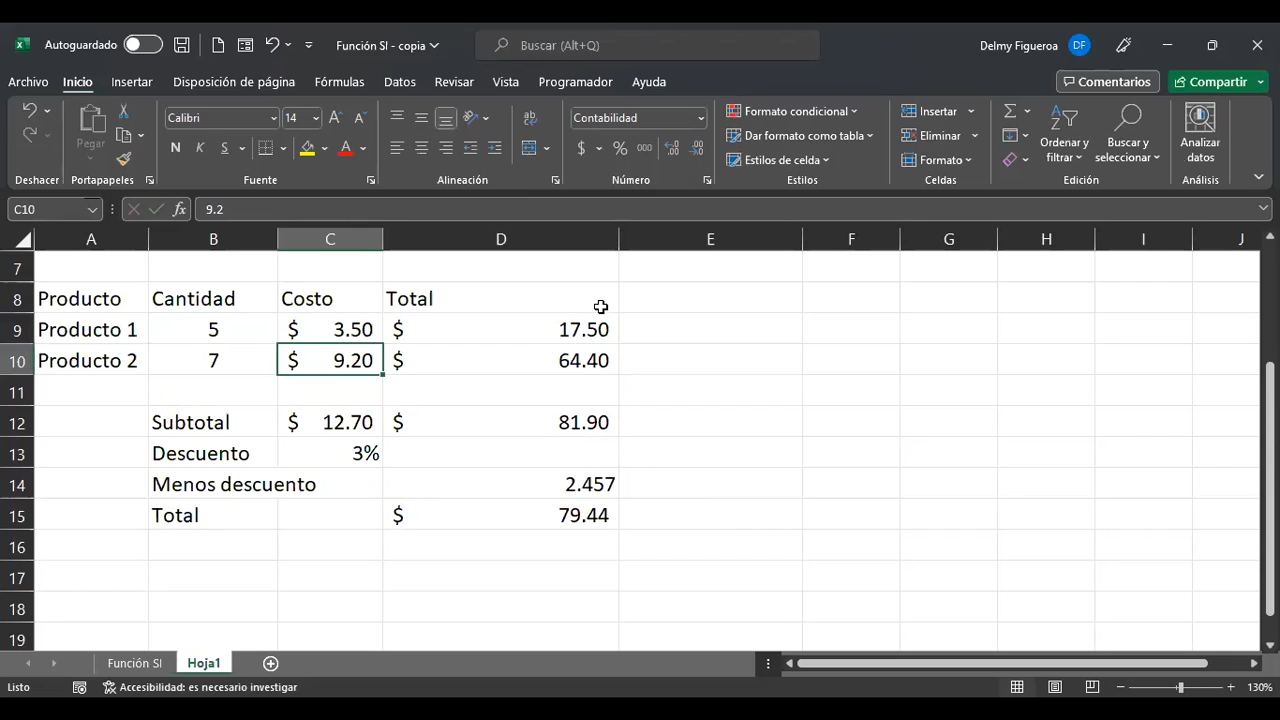 Autoguardado Función SI - copia Buscar (Alt+Q) Delmy Figueroa DF
Archivo Inicio Insertar Disposición de página Fórmulas Datos Revisar Vista Programador Ayuda Comentarios Compartir
Calibri 14 Contabilidad Formato condicional Insertar
Pegar Dar formato como tabla Eliminar Ordenar y filtrar Buscar y seleccionar Analizar datos
N K S $ % 000 Estilos de celda Formato
Deshacer Portapapeles Fuente Alineación Número Estilos Celdas Edición Análisis
C10 fx 9.2
A B C D E F G H I J
7
8 Producto Cantidad Costo Total
9 Producto 1 5 $ 3.50 $ 17.50
10 Producto 2 7 $ 9.20 $ 64.40
11
12 Subtotal $ 12.70 $ 81.90
13 Descuento 3%
14 Menos descuento 2.457
15 Total $ 79.44
16
17
18
19
Función SI Hoja1
Listo Accesibilidad: es necesario investigar 130%